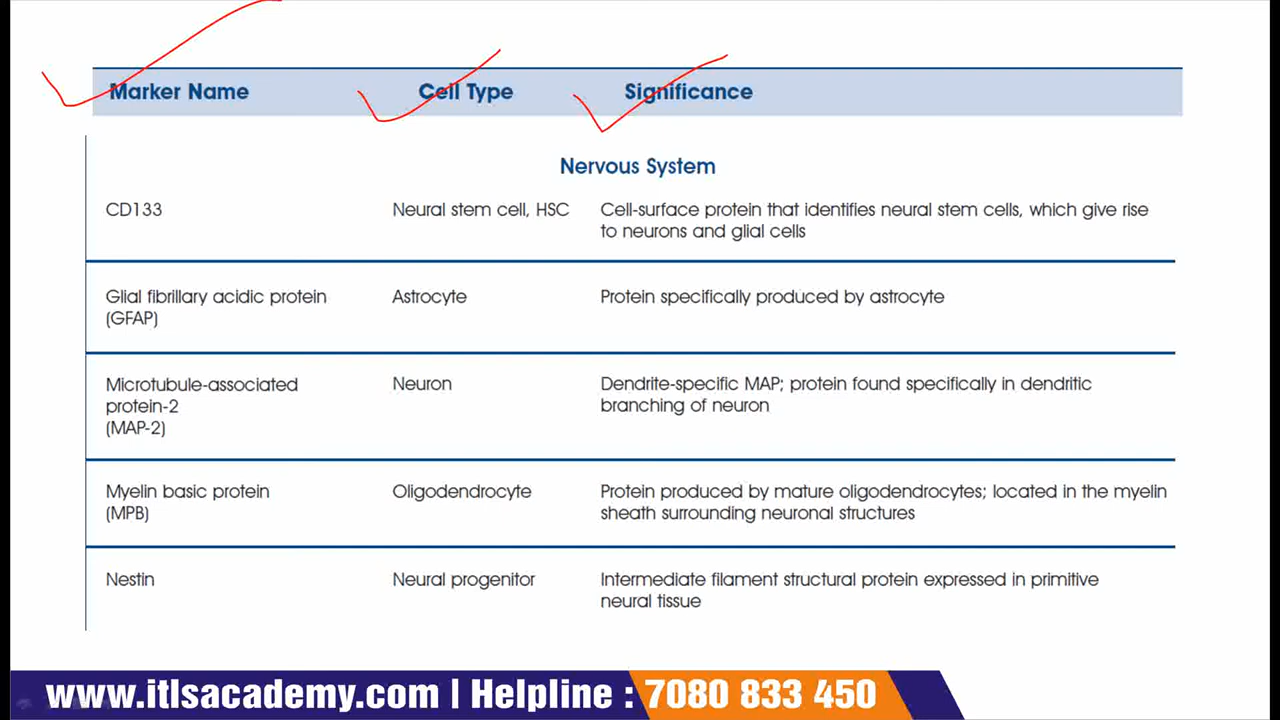 Marker Name Cell Type Significance
Nervous System
CD133 Neural stem cell, HSC Cell-surface protein that identifies neural stem cells, which give rise
to neurons and glial cells
Glial fibrillary acidic protein Astrocyte Protein specifically produced by astrocyte
(GFAP)
Microtubule-associated Neuron Dendrite-specific MAP; protein found specifically in dendritic
protein-2 branching of neuron
(MAP-2)
Myelin basic protein Oligodendrocyte Protein produced by mature oligodendrocytes; located in the myelin
(MPB) sheath surrounding neuronal structures
Nestin Neural progenitor Intermediate filament structural protein expressed in primitive
neural tissue
www.itlsacademy.com | Helpline : 7080 833 450